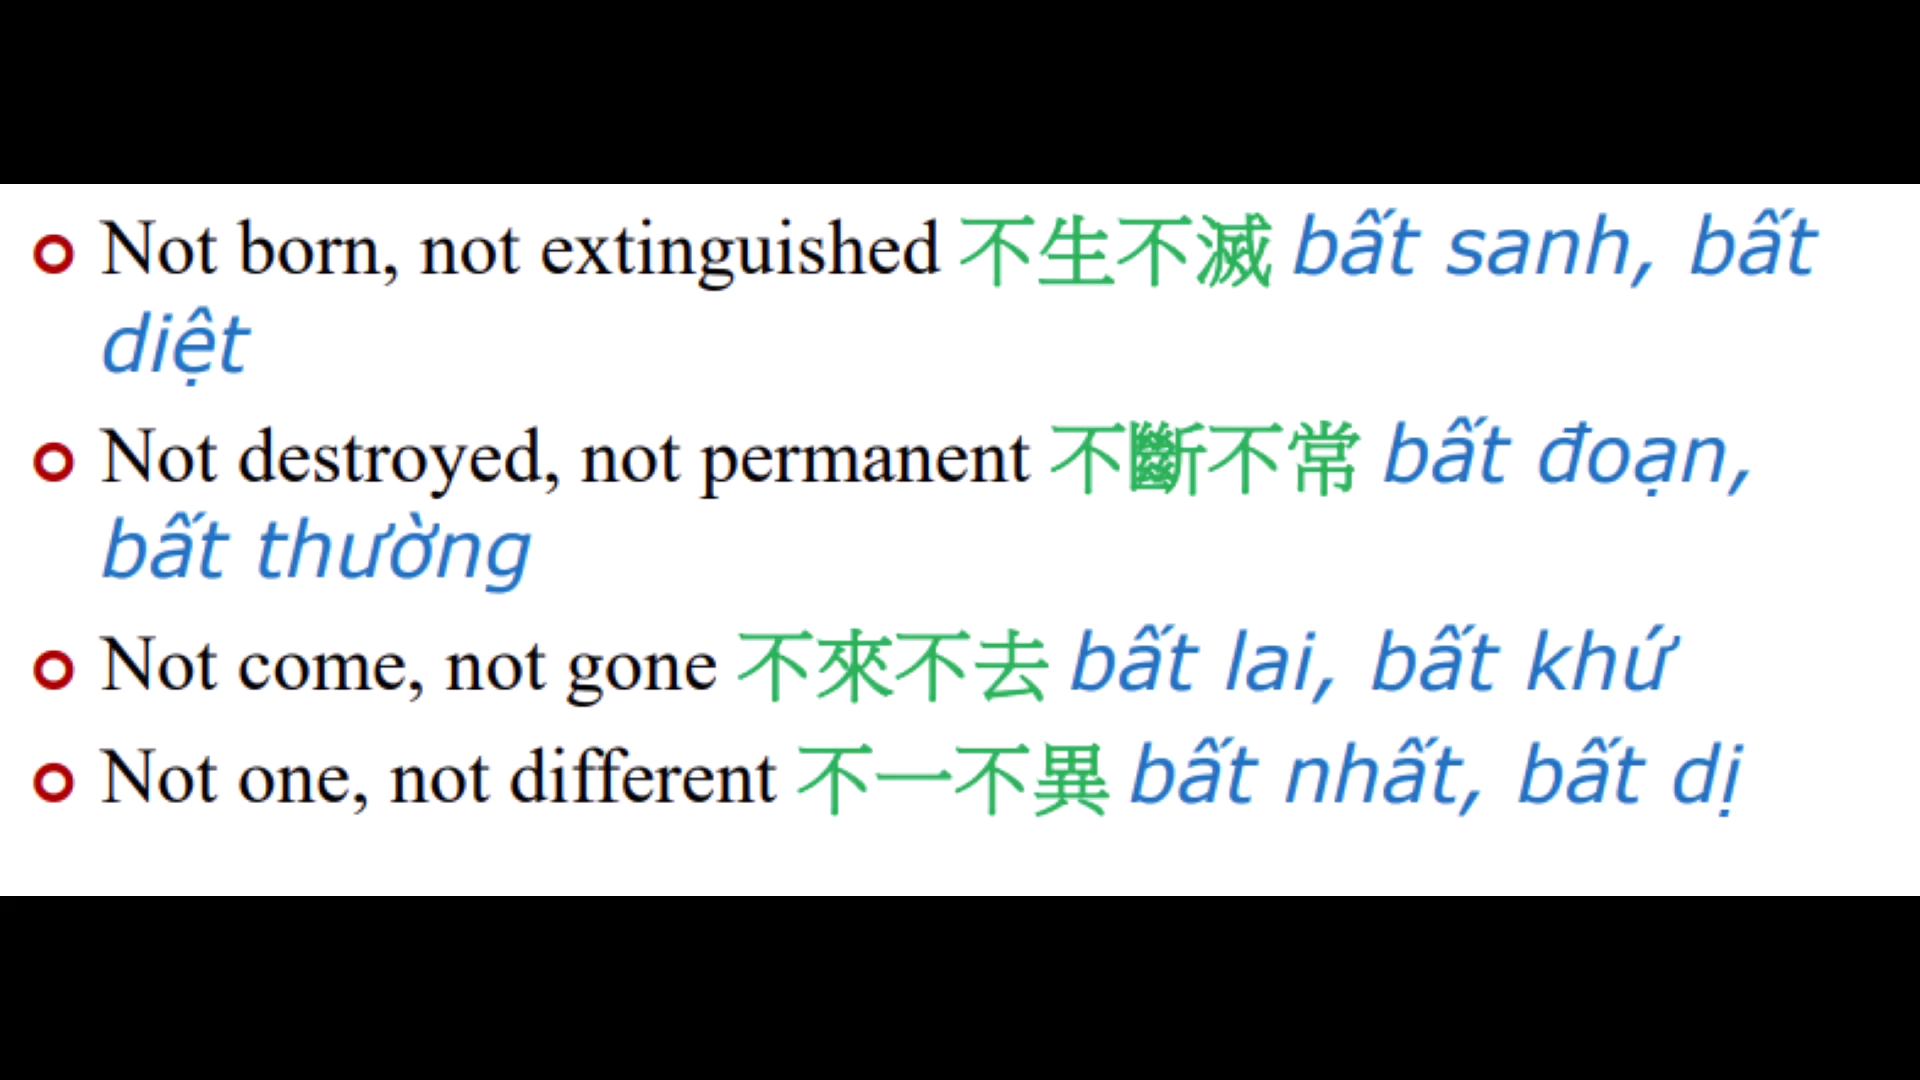 Not born, not extinguished 不生不滅 bất sanh, bất
diệt
Not destroyed, not permanent 不斷不常 bất đoạn,
bất thường
Not come, not gone 不來不去 bất lai, bất khứ
Not one, not different 不一不異 bất nhất, bất dị